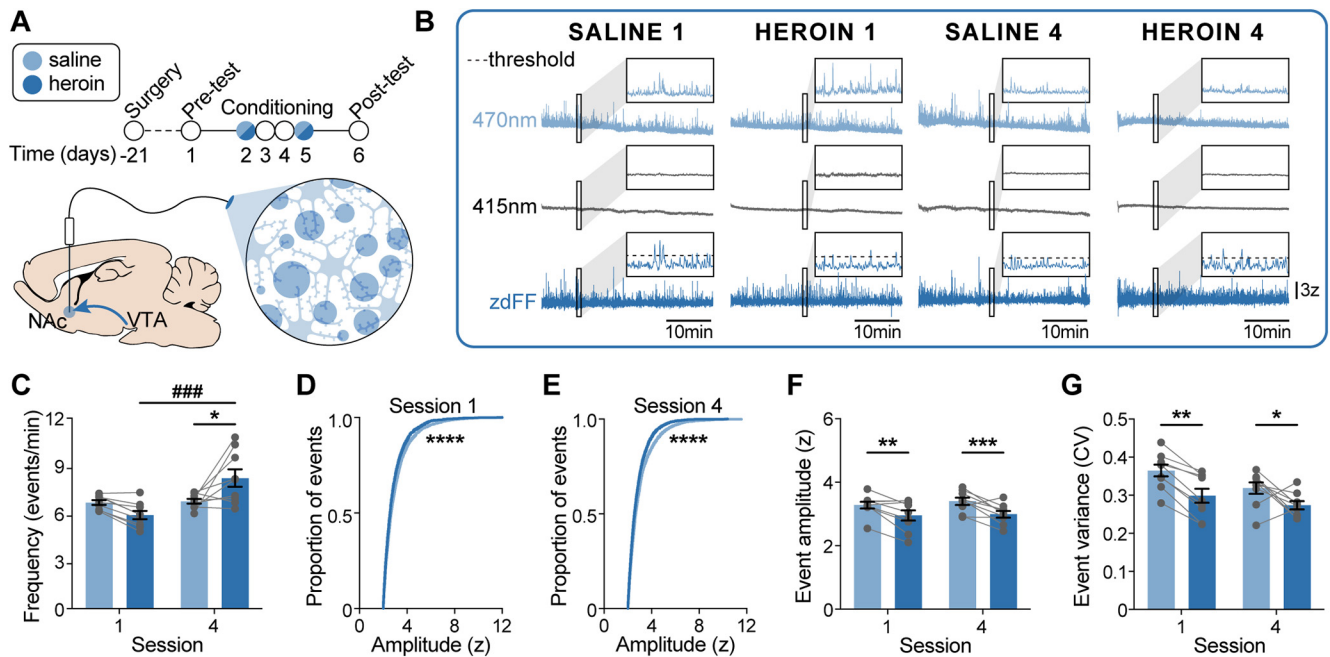 A
saline
heroin
Surgery
Pre-test
Conditioning
Post-test
Time (days) -21 1 2 3 4 5 6
NAc
VTA
B
SALINE 1 HEROIN 1 SALINE 4 HEROIN 4
---threshold
470nm
415nm
zdFF
3z
10min 10min 10min 10min
C
Frequency (events/min)
12
9
6
3
0
###
*
1 4
Session
D
Session 1
Proportion of events
1.0
0.5
0
****
0 4 8 12
Amplitude (z)
E
Session 4
Proportion of events
1.0
0.5
0
****
0 4 8 12
Amplitude (z)
F
Event amplitude (z)
6
4
2
0
** ***
1 4
Session
G
Event variance (CV)
0.5
0.4
0.3
0.2
0.1
0
** *
1 4
Session